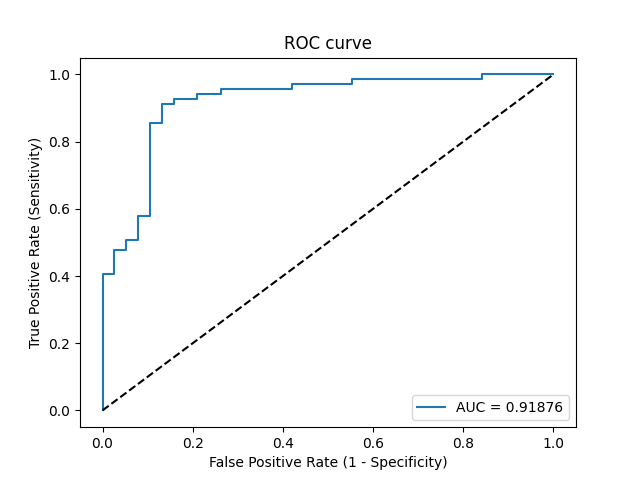 ROC curve
1.0
0.8
0.6
0.4
0.2
0.0
True Positive Rate (Sensitivity)
AUC = 0.91876
0.0 0.2 0.4 0.6 0.8 1.0
False Positive Rate (1 - Specificity)